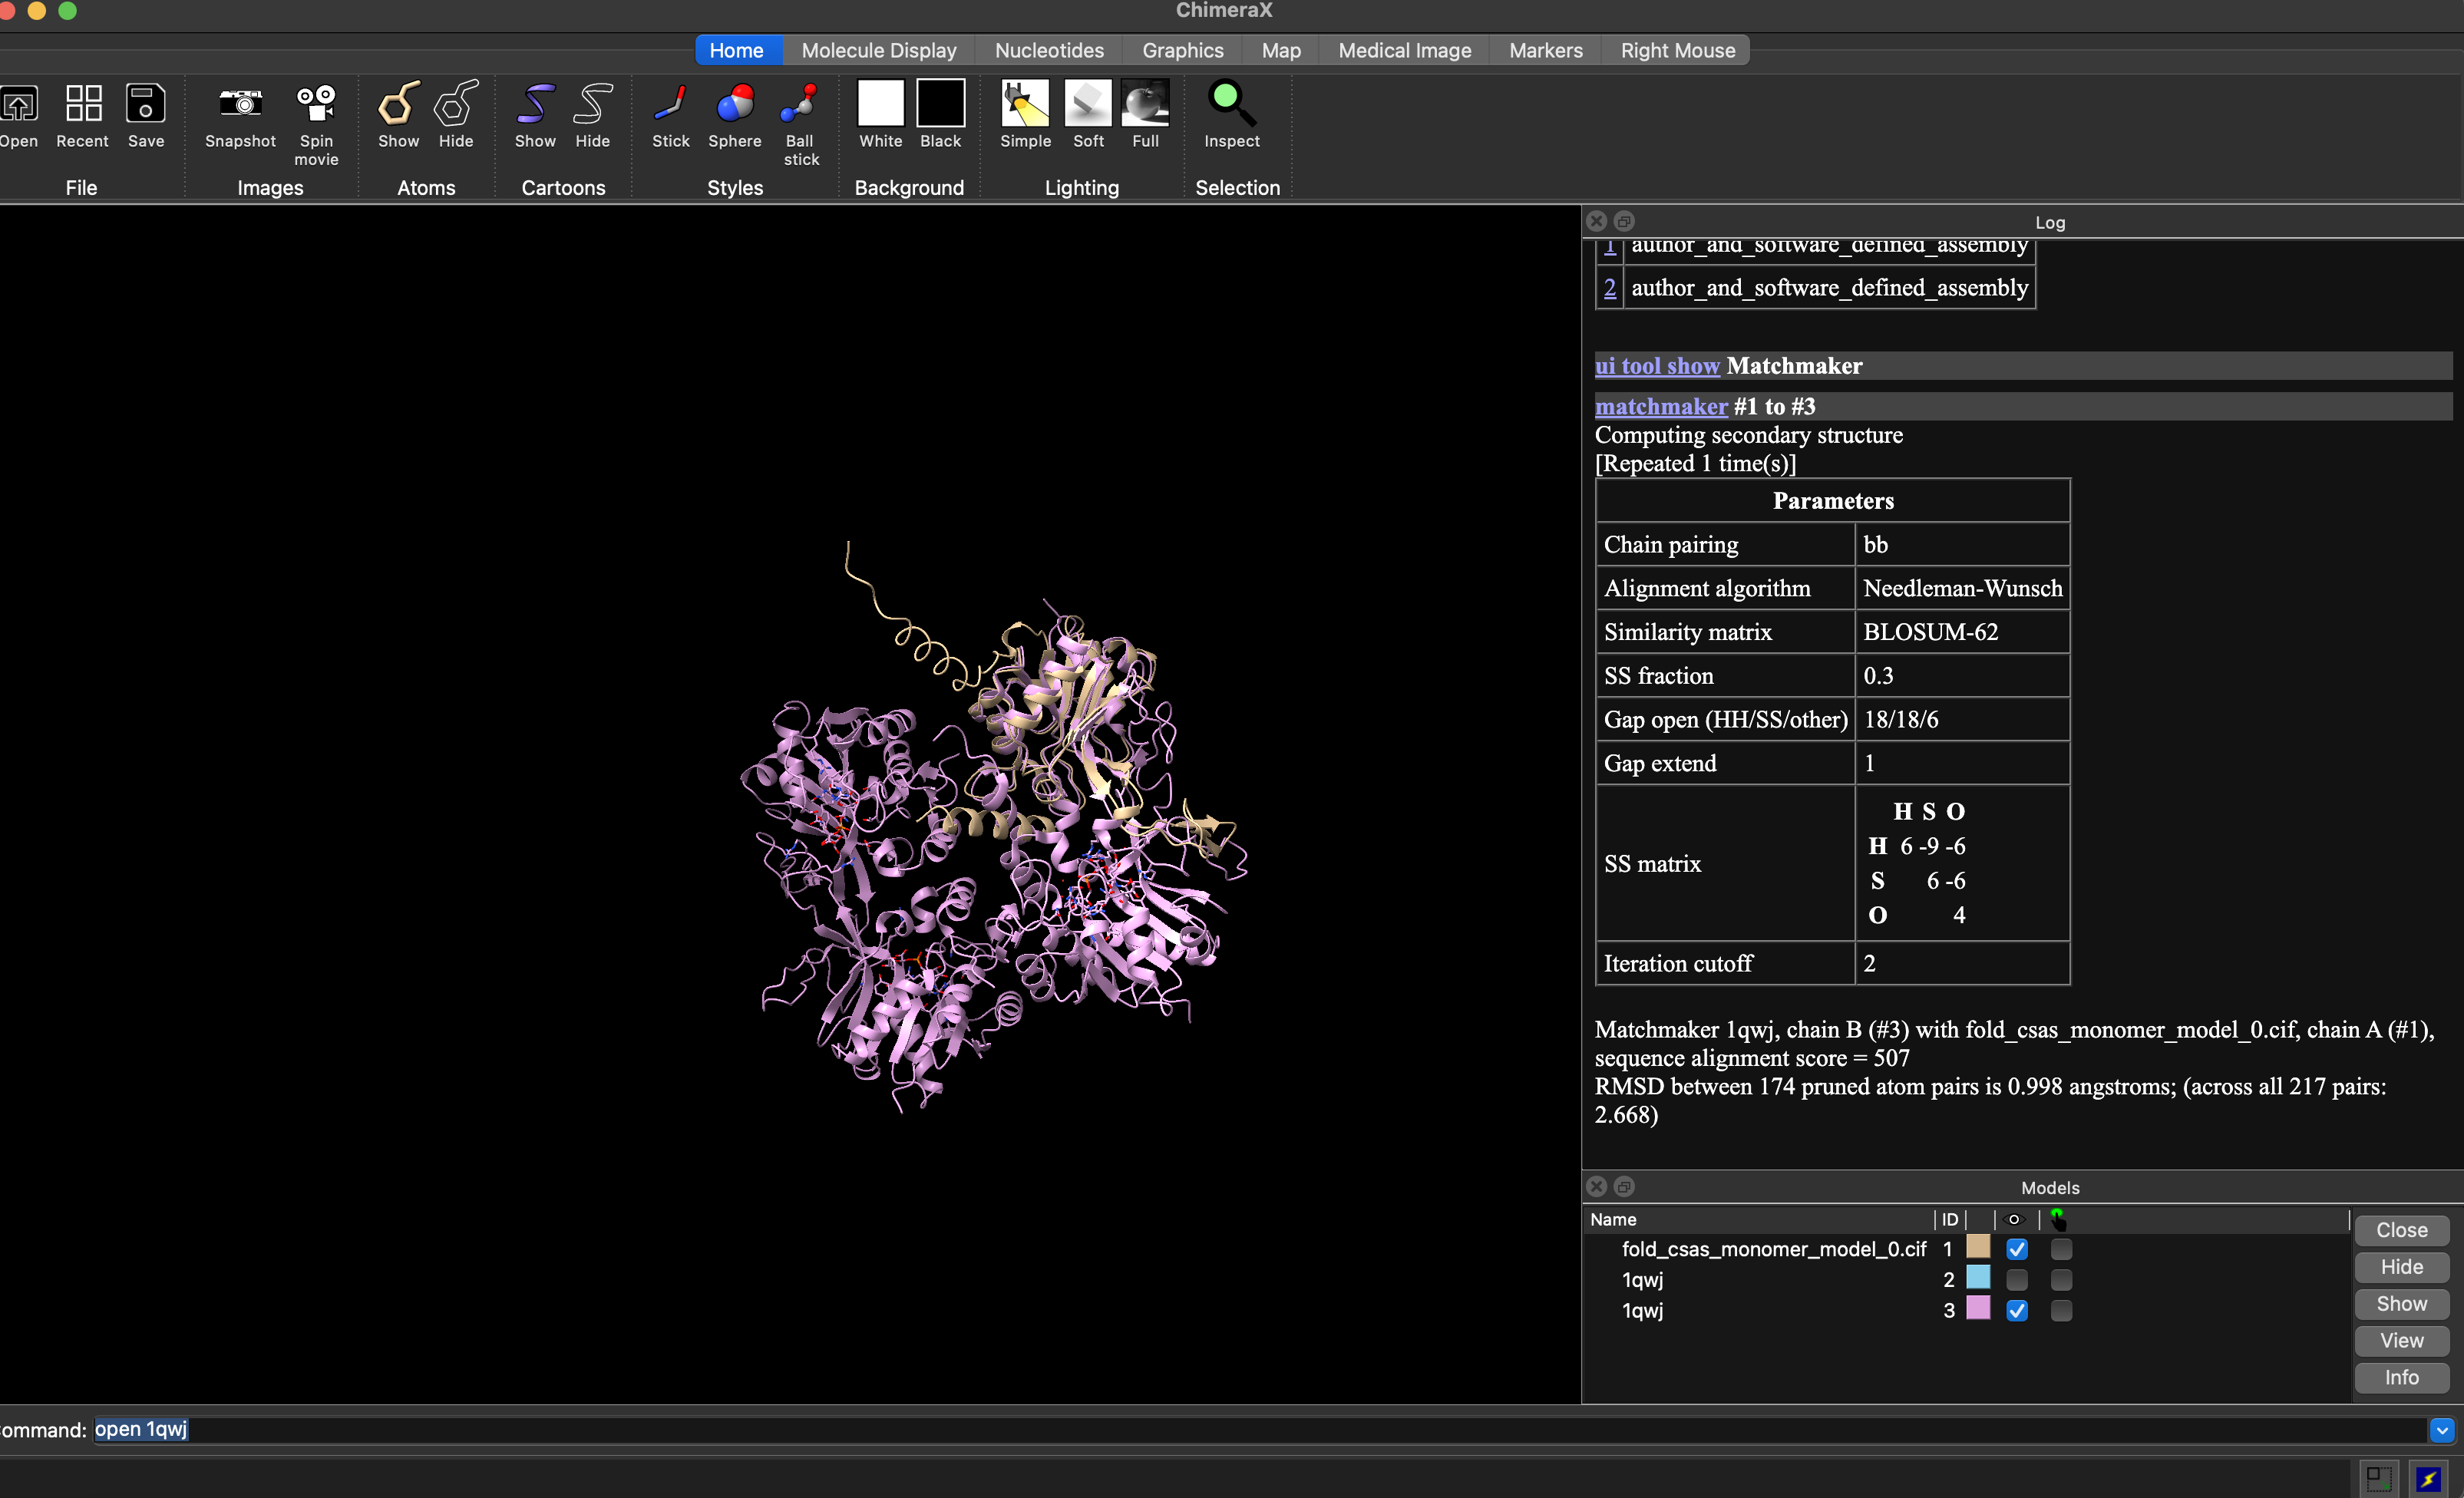 ChimeraX
Home Molecule Display Nucleotides Graphics Map Medical Image Markers Right Mouse
Open Recent Save Snapshot Spin movie Show Hide Show Hide Stick Sphere Ball stick White Black Simple Soft Full Inspect
File Images Atoms Cartoons Styles Background Lighting Selection
Log
1 author_and_software_defined_assembly
2 author_and_software_defined_assembly
ui tool show Matchmaker
matchmaker #1 to #3
Computing secondary structure
[Repeated 1 time(s)]
Parameters
Chain pairing bb
Alignment algorithm Needleman-Wunsch
Similarity matrix BLOSUM-62
SS fraction 0.3
Gap open (HH/SS/other) 18/18/6
Gap extend 1
SS matrix
H S O
H 6 -9 -6
S 6 -6
O 4
Iteration cutoff 2
Matchmaker 1qwj, chain B (#3) with fold_csas_monomer_model_0.cif, chain A (#1),
sequence alignment score = 507
RMSD between 174 pruned atom pairs is 0.998 angstroms; (across all 217 pairs:
2.668)
Models
Name ID
fold_csas_monomer_model_0.cif 1
1qwj 2
1qwj 3
Close
Hide
Show
View
Info
ommand: open 1qwj